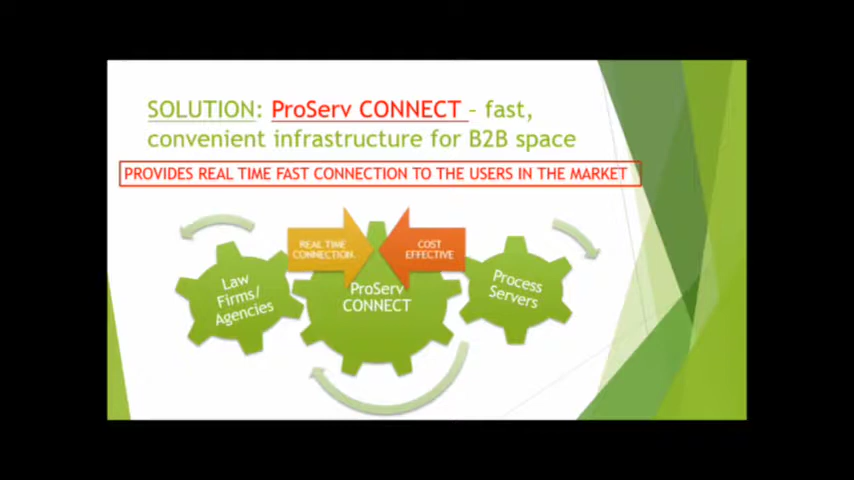 SOLUTION: ProServ CONNECT – fast,
convenient infrastructure for B2B space
PROVIDES REAL TIME FAST CONNECTION TO THE USERS IN THE MARKET
REAL TIME
CONNECTION
COST
EFFECTIVE
Law
Firms/
Agencies
ProServ
CONNECT
Process
Servers